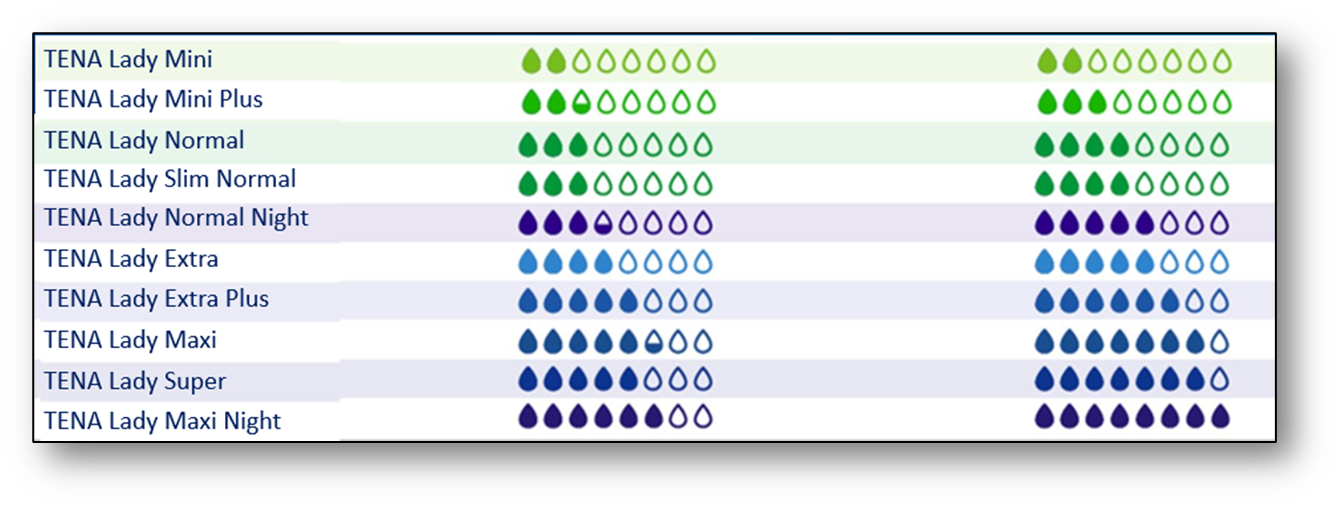 TENA Lady Mini
TENA Lady Mini Plus
TENA Lady Normal
TENA Lady Slim Normal
TENA Lady Normal Night
TENA Lady Extra
TENA Lady Extra Plus
TENA Lady Maxi
TENA Lady Super
TENA Lady Maxi Night